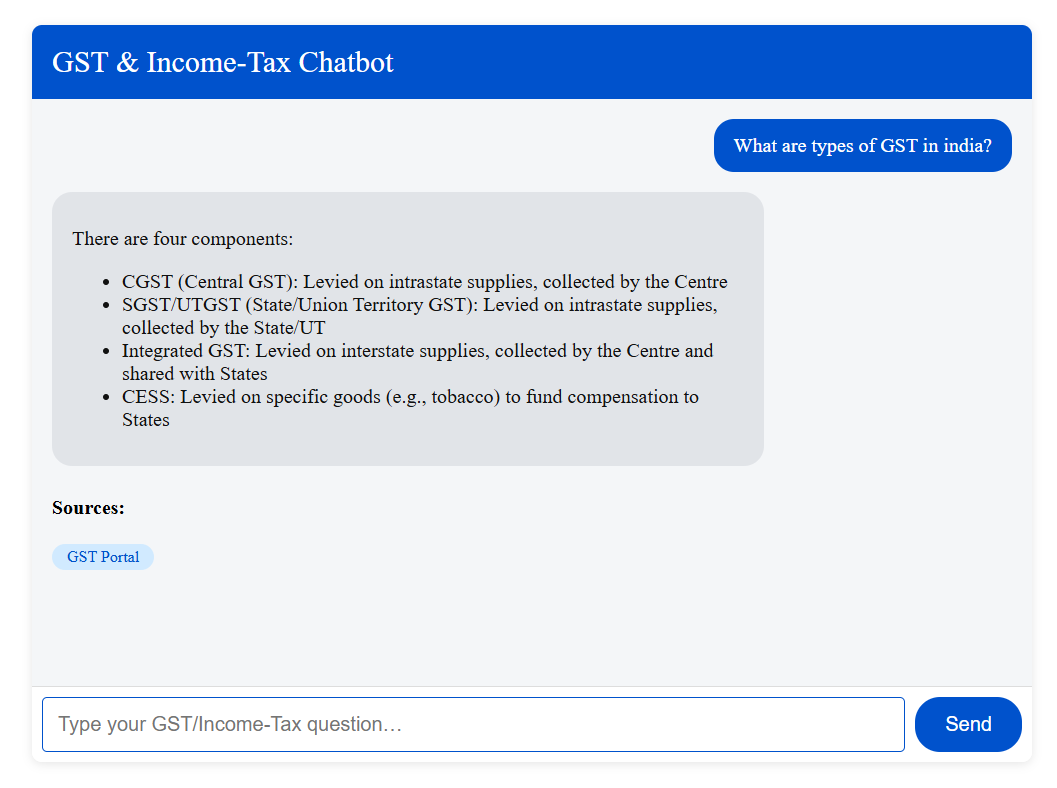 GST & Income-Tax Chatbot
What are types of GST in india?
There are four components:
• CGST (Central GST): Levied on intrastate supplies, collected by the Centre
• SGST/UTGST (State/Union Territory GST): Levied on intrastate supplies,
collected by the State/UT
• Integrated GST: Levied on interstate supplies, collected by the Centre and
shared with States
• CESS: Levied on specific goods (e.g., tobacco) to fund compensation to
States
Sources:
GST Portal
Type your GST/Income-Tax question…
Send